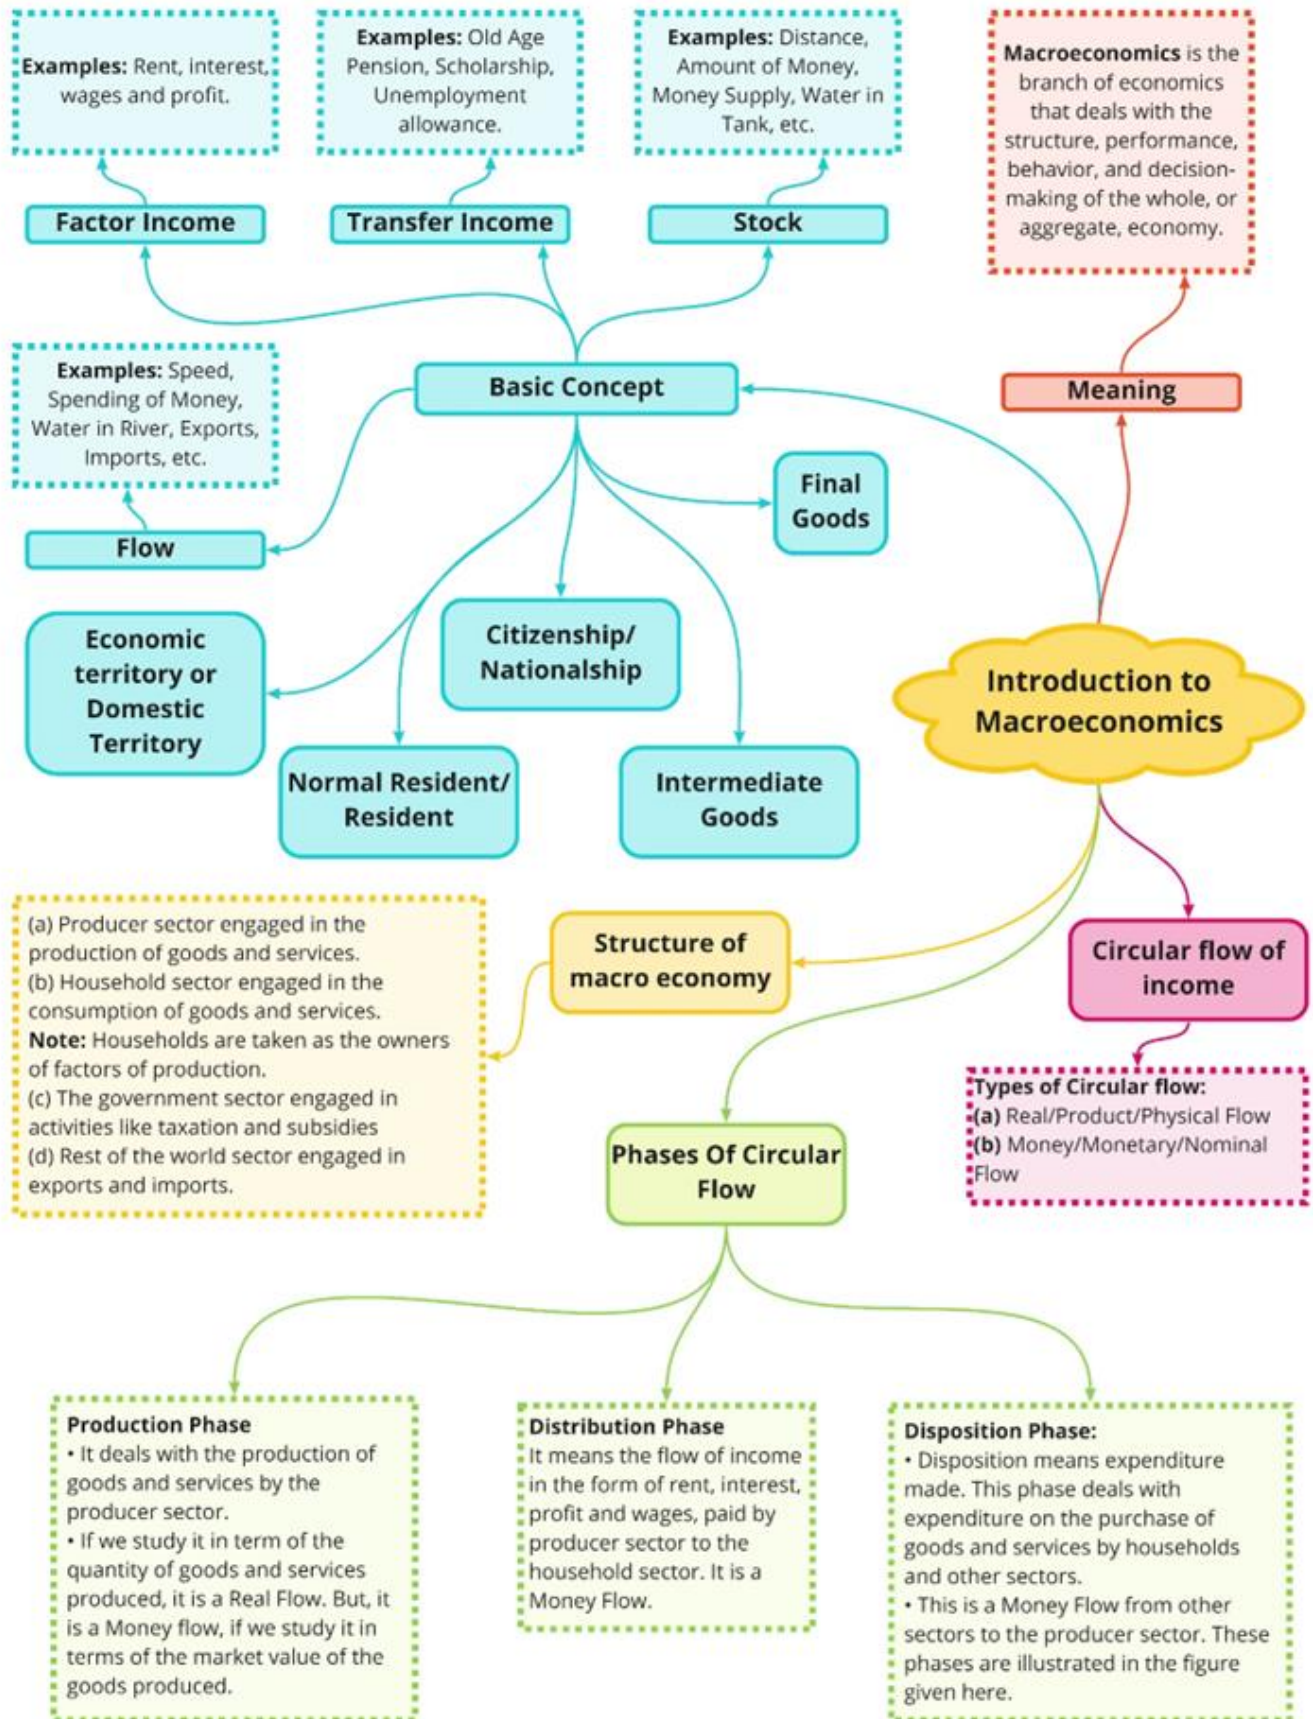 Examples: Rent, interest,
wages and profit.
Examples: Old Age
Pension, Scholarship,
Unemployment
allowance.
Examples: Distance,
Amount of Money,
Money Supply, Water in
Tank, etc.
Macroeconomics is the
branch of economics
that deals with the
structure, performance,
behavior, and decision-
making of the whole, or
aggregate, economy.
Factor Income
Transfer Income
Stock
Examples: Speed,
Spending of Money,
Water in River, Exports,
Imports, etc.
Basic Concept
Meaning
Final
Goods
Flow
Economic
territory or
Domestic
Territory
Citizenship/
Nationalship
Introduction to
Macroeconomics
Normal Resident/
Resident
Intermediate
Goods
(a) Producer sector engaged in the
production of goods and services.
(b) Household sector engaged in the
consumption of goods and services.
Note: Households are taken as the owners
of factors of production.
(c) The government sector engaged in
activities like taxation and subsidies
(d) Rest of the world sector engaged in
exports and imports.
Structure of
macro economy
Circular flow of
income
Types of Circular flow:
(a) Real/Product/Physical Flow
(b) Money/Monetary/Nominal
Flow
Phases Of Circular
Flow
Production Phase
• It deals with the production of
goods and services by the
producer sector.
• If we study it in term of the
quantity of goods and services
produced, it is a Real Flow. But, it
is a Money flow, if we study it in
terms of the market value of the
goods produced.
Distribution Phase
It means the flow of income
in the form of rent, interest,
profit and wages, paid by
producer sector to the
household sector. It is a
Money Flow.
Disposition Phase:
• Disposition means expenditure
made. This phase deals with
expenditure on the purchase of
goods and services by households
and other sectors.
• This is a Money Flow from other
sectors to the producer sector. These
phases are illustrated in the figure
given here.